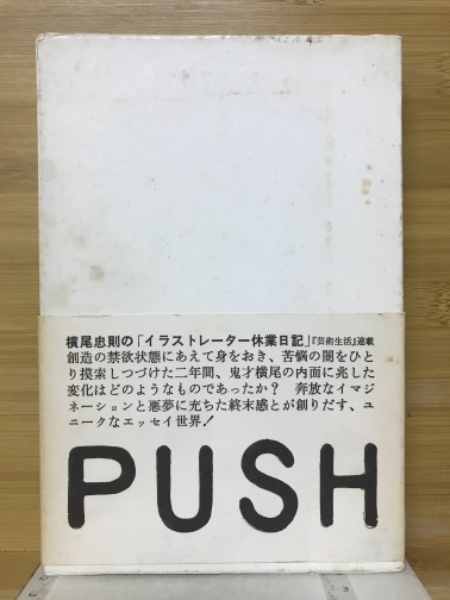 横尾忠則の「イラストレーター休業日記」『芸術生活』連載
創造の禁欲状態にあえて身をおき、苦悩の闇をひと
り摸索しつづけた二年間、鬼才横尾の内面に兆した
変化はどのようなものであったか？ 奔放なイマジ
ネーションと悪夢に充ちた終末感とが創りだす、ユ
ニークなエッセイ世界！
PUSH